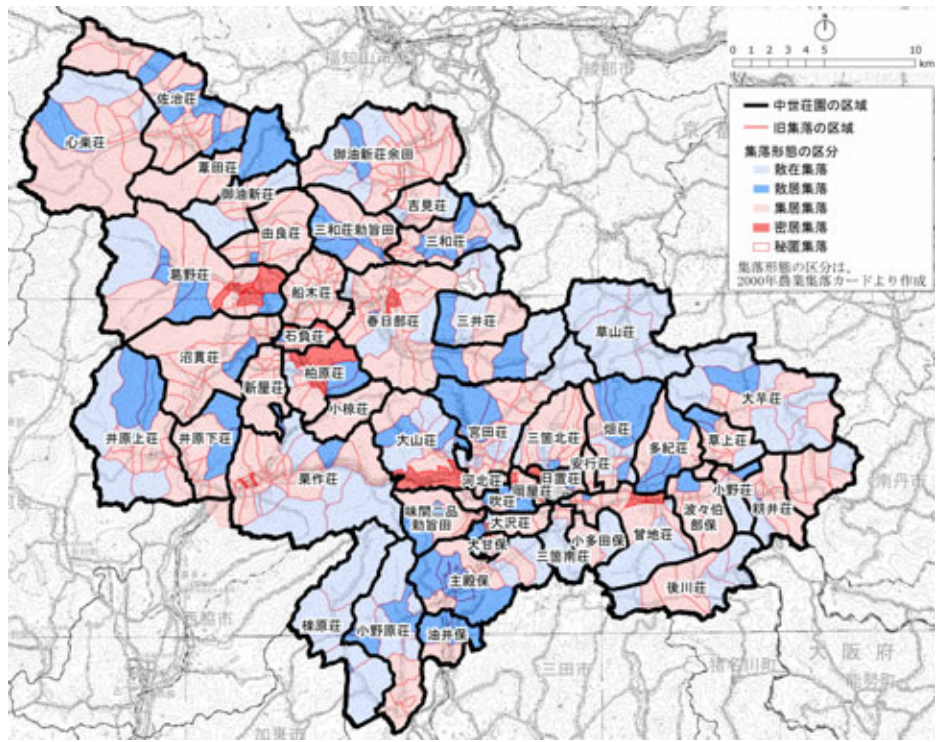 福知山市
綾部市
0 1 2 3 4 5 10
km
中世荘園の区域
旧集落の区域
集落形態の区分
散在集落
散居集落
集居集落
密居集落
秘匿集落
集落形態の区分は、
2000年農業集落カードより作成
佐治荘
心楽荘
御油新荘余田
葦田荘
御油新荘
吉見荘
由良荘
三和荘勅旨田
三和荘
葛野荘
船木荘
春日部荘
三井荘
草山荘
石負荘
沼貫荘
柏原荘
新屋荘
小椋荘
大芋荘
井原上荘
井原下荘
大山荘
宮田荘
三箇北荘
畑荘
多紀荘
草上荘
安行荘
栗作荘
河北荘
日置荘
小野荘
南丹市
味間一品
勅旨田
吹荘
大沢荘
波々伯
部保
籾井荘
犬甘保
三箇南荘
小多田保
甘地荘
主殿保
後川荘
椋原荘
小野原荘
油井保
西脇市
三田市
猪名川町
大阪府
能勢町
加東市